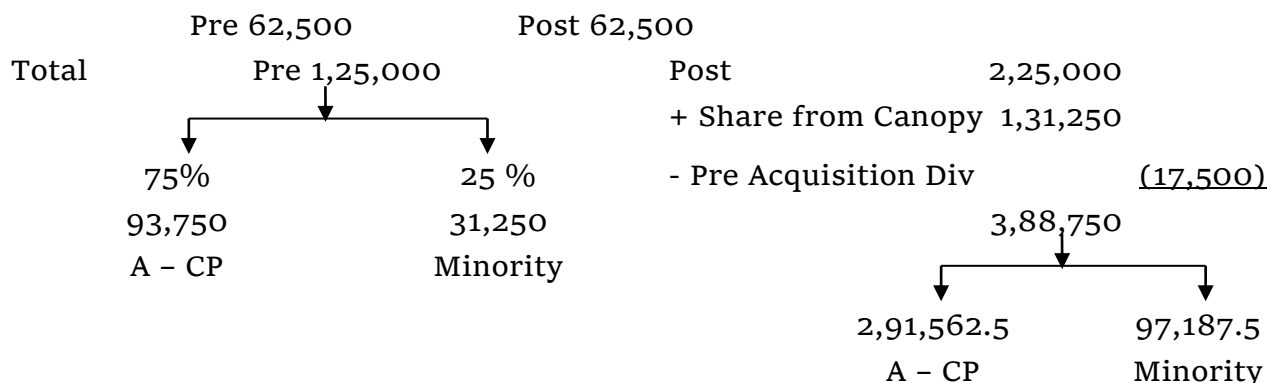 Pre 62,500 Post 62,500
Total Pre 1,25,000 Post 2,25,000
+ Share from Canopy 1,31,250
75% 25 % - Pre Acquisition Div (17,500)
93,750 31,250 3,88,750
A – CP Minority
2,91,562.5 97,187.5
A – CP Minority